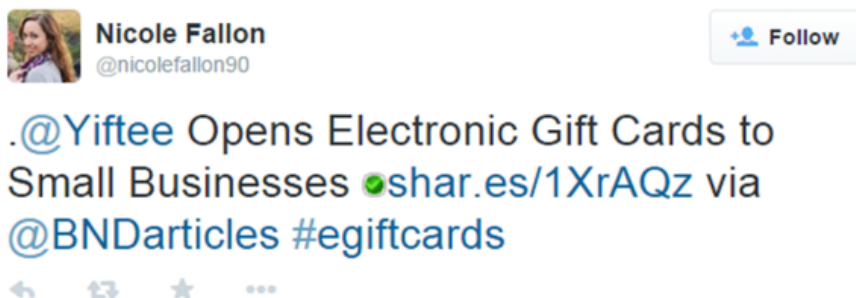 Nicole Fallon
@nicolefallon90
Follow
.@Yiftee Opens Electronic Gift Cards to
Small Businesses shar.es/1XrAQz via
@BNDarticles #egiftcards